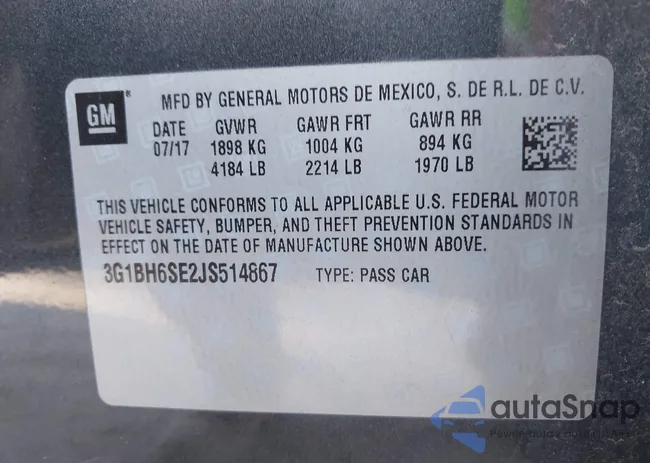 GM
MFD BY GENERAL MOTORS DE MEXICO, S. DE R.L. DE C.V.
DATE GVWR GAWR FRT GAWR RR
07/17 1898 KG 1004 KG 894 KG
4184 LB 2214 LB 1970 LB
THIS VEHICLE CONFORMS TO ALL APPLICABLE U.S. FEDERAL MOTOR
VEHICLE SAFETY, BUMPER, AND THEFT PREVENTION STANDARDS IN
EFFECT ON THE DATE OF MANUFACTURE SHOWN ABOVE.
3G1BH6SE2JS514867 TYPE: PASS CAR
autoSnap